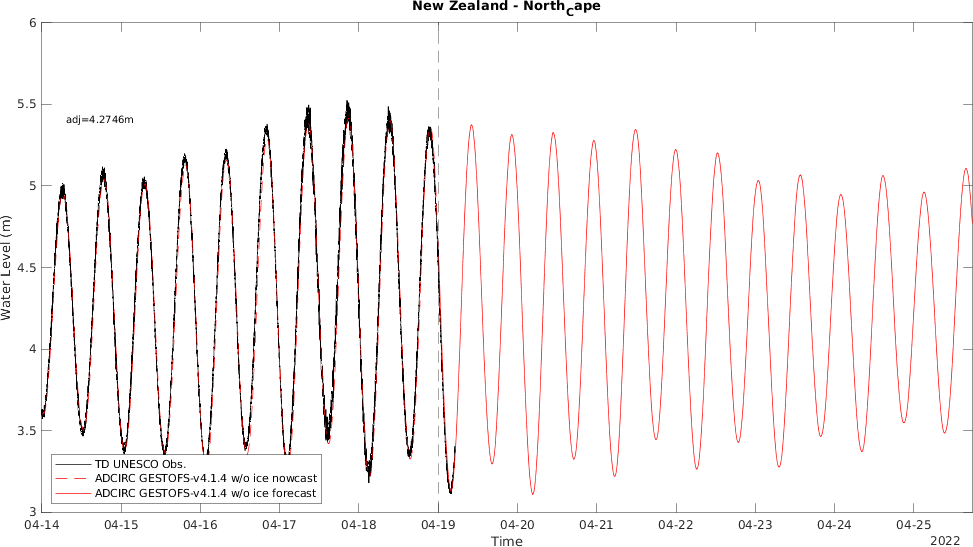 New Zealand - North_Cape
6
5.5
adj=4.2746m
5
4.5
4
3.5
3
Water Level (m)
TD UNESCO Obs.
ADCIRC GESTOFS-v4.1.4 w/o ice nowcast
ADCIRC GESTOFS-v4.1.4 w/o ice forecast
04-14 04-15 04-16 04-17 04-18 04-19 04-20 04-21 04-22 04-23 04-24 04-25
Time
2022